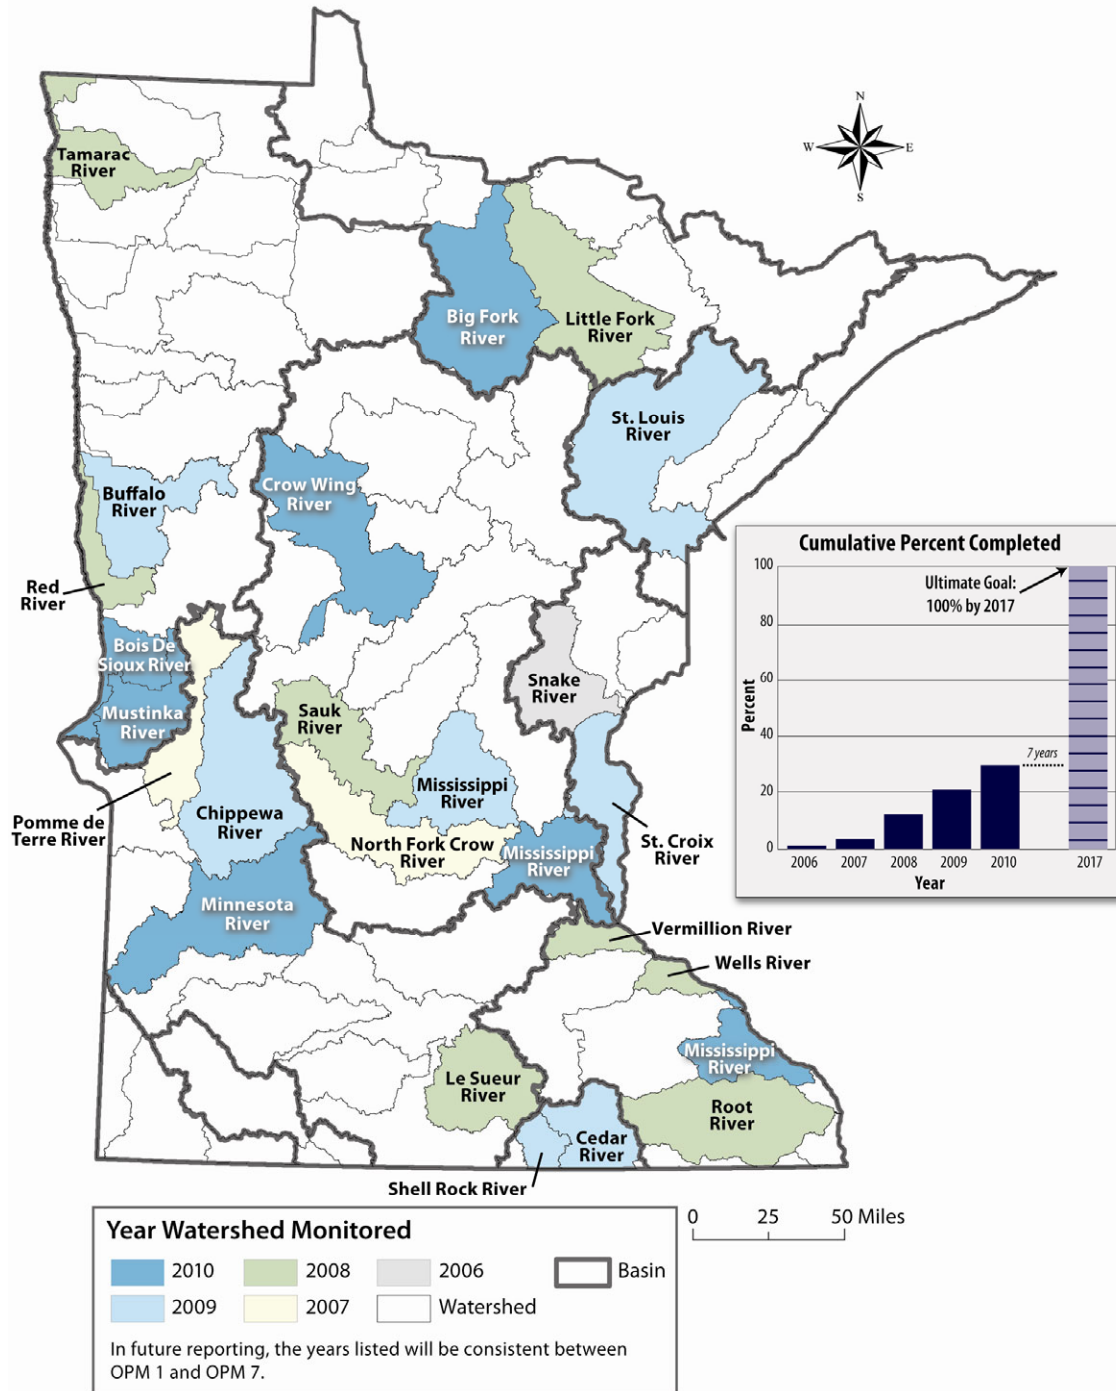 N
W
E
S
Tamarac
River
Big Fork
River
Little Fork
River
St. Louis
River
Crow Wing
River
Buffalo
River
Red
River
Bois De
Sioux River
Mustinka
River
Pomme de
Terre River
Chippewa
River
Sauk
River
Mississippi
River
North Fork Crow
River
Mississippi
River
Snake
River
St. Croix
River
Minnesota
River
Vermillion River
Wells River
Mississippi
River
Le Sueur
River
Root
River
Cedar
River
Shell Rock River
Cumulative Percent Completed
100
80
60
40
20
0
Percent
Ultimate Goal:
100% by 2017
7 years
2006 2007 2008 2009 2010 2017
Year
0 25 50 Miles
Year Watershed Monitored
2010 2008 2006 Basin
2009 2007 Watershed
In future reporting, the years listed will be consistent between
OPM 1 and OPM 7.